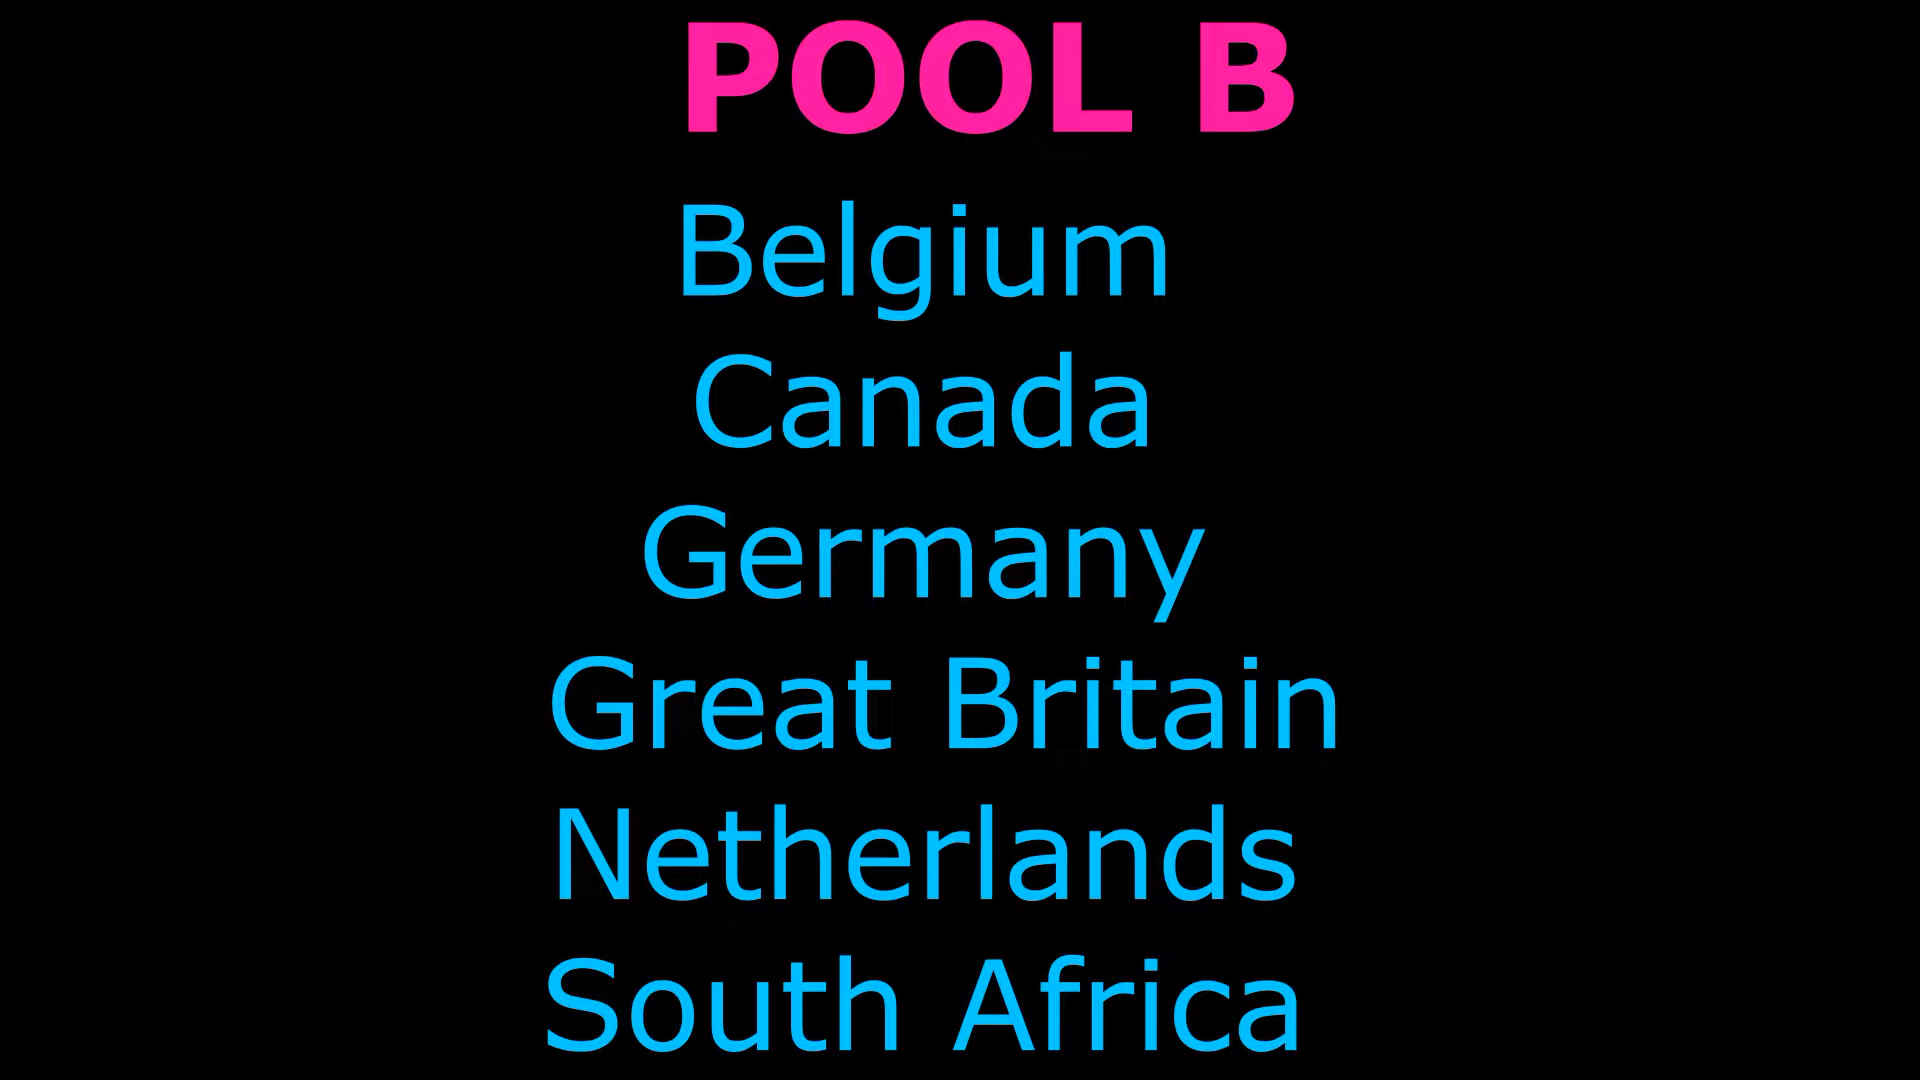 POOL B
Belgium
Canada
Germany
Great Britain
Netherlands
South Africa